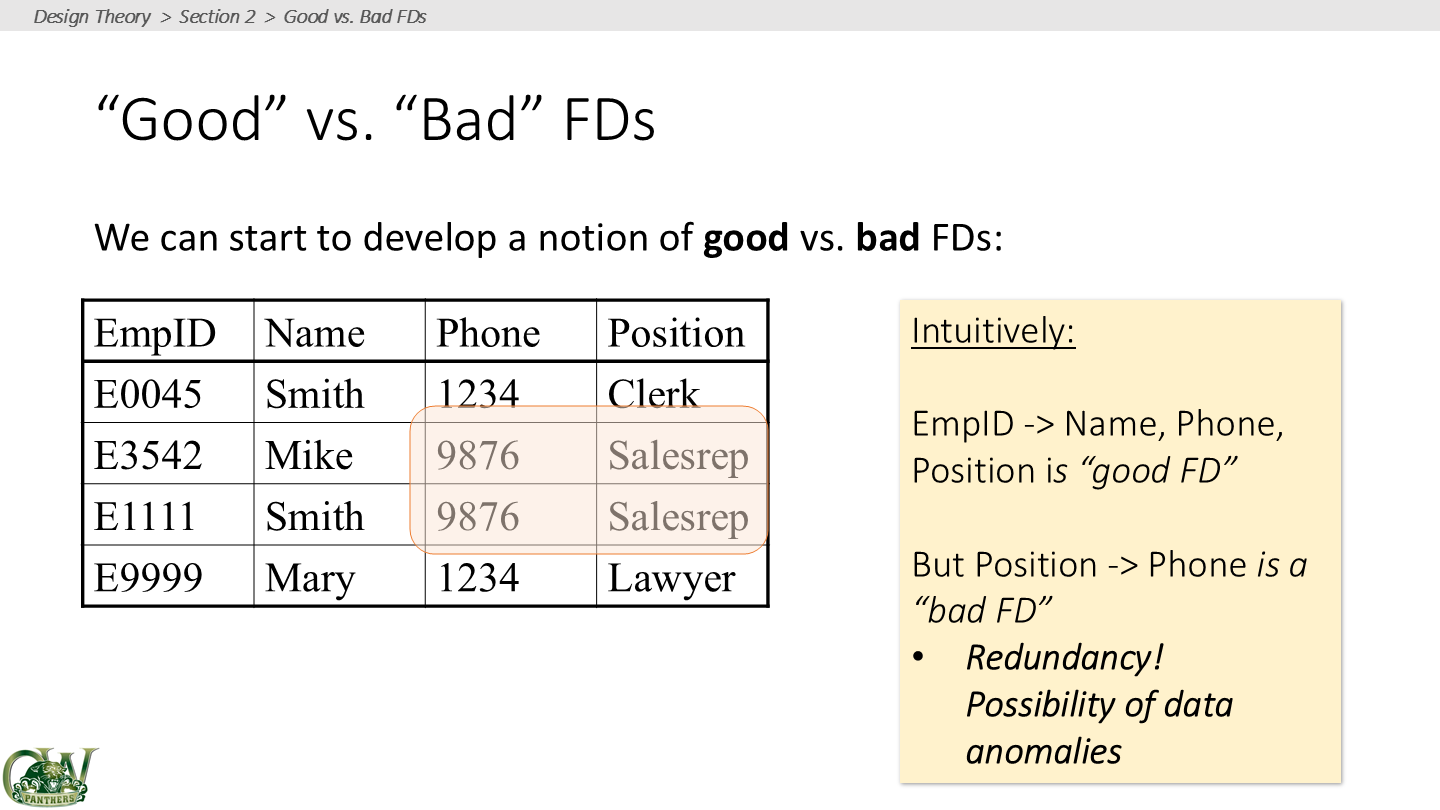 Design Theory > Section 2 > Good vs. Bad FDs
“Good” vs. “Bad” FDs
We can start to develop a notion of good vs. bad FDs:
EmpID Name Phone Position
E0045 Smith 1234 Clerk
E3542 Mike 9876 Salesrep
E1111 Smith 9876 Salesrep
E9999 Mary 1234 Lawyer
Intuitively:
EmpID -> Name, Phone,
Position is “good FD”
But Position -> Phone is a
“bad FD”
• Redundancy!
Possibility of data
anomalies
CW
PANTHERS